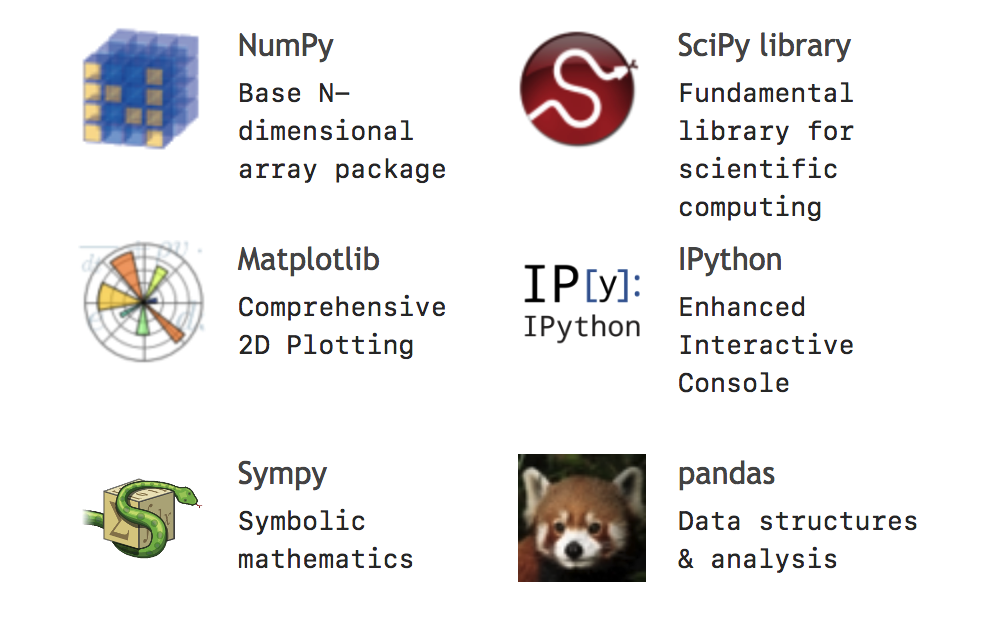 NumPy
Base N-
dimensional
array package
SciPy library
Fundamental
library for
scientific
computing
Matplotlib
Comprehensive
2D Plotting
IP[y]:
IPython
IPython
Enhanced
Interactive
Console
Sympy
Symbolic
mathematics
pandas
Data structures
& analysis